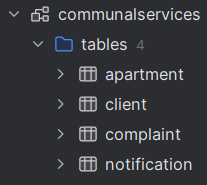 communalservices
tables 4
apartment
client
complaint
notification